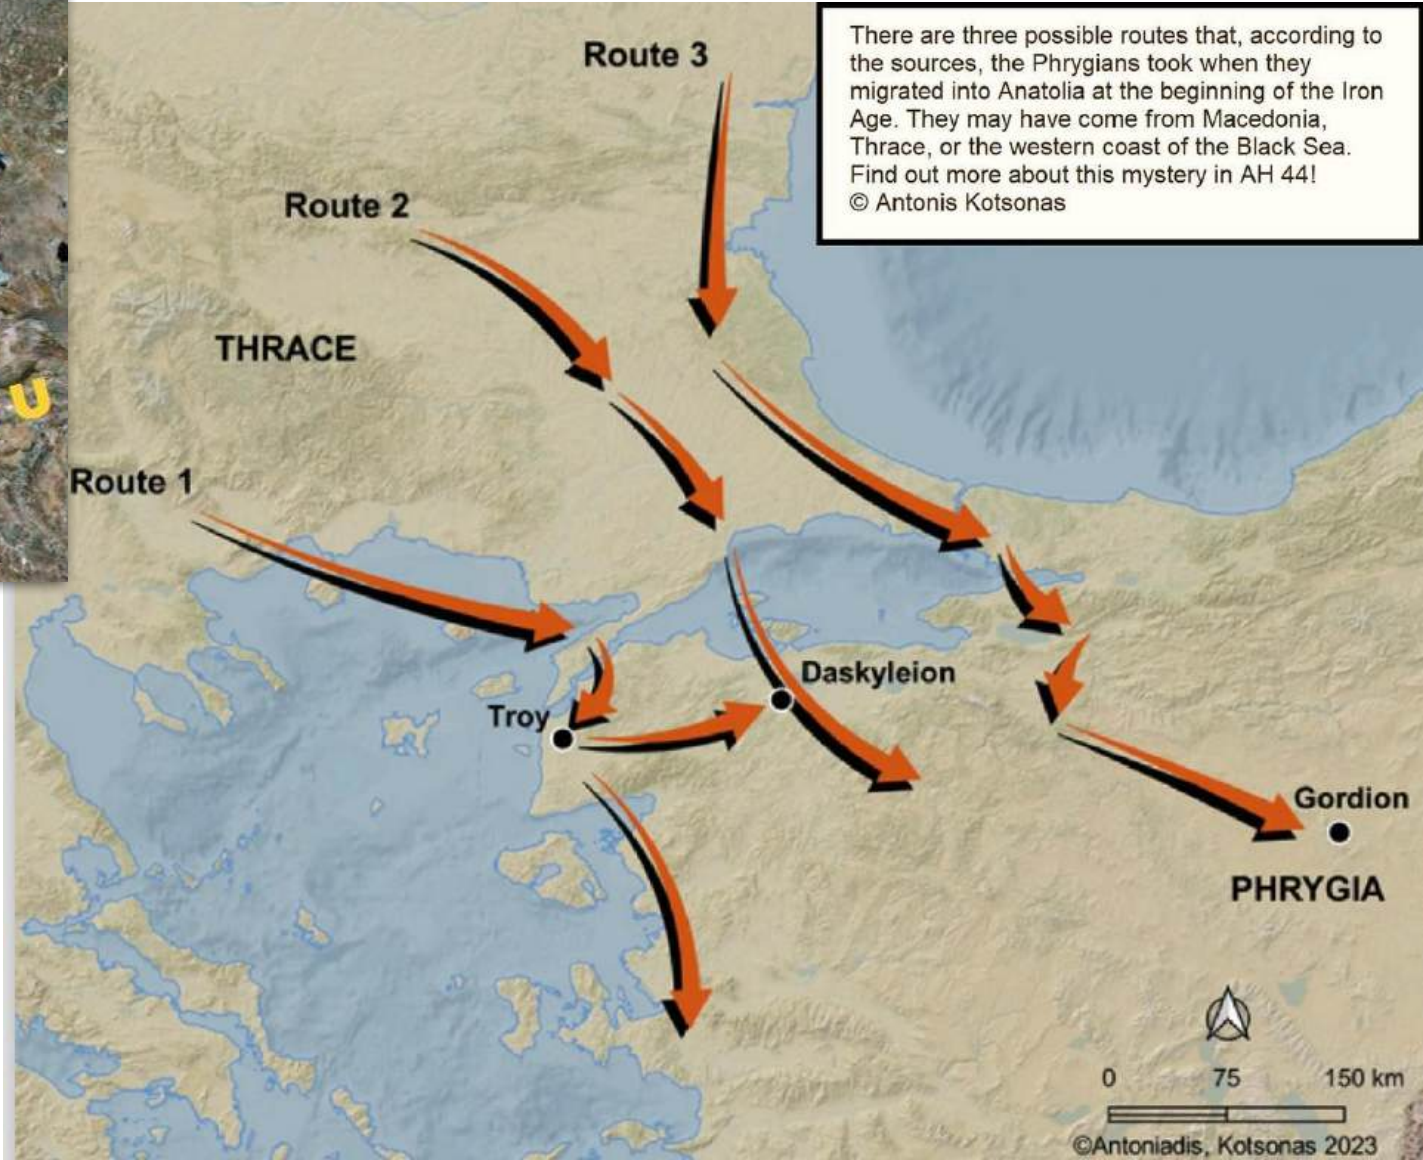 Route 3
There are three possible routes that, according to
the sources, the Phrygians took when they
migrated into Anatolia at the beginning of the Iron
Age. They may have come from Macedonia,
Thrace, or the western coast of the Black Sea.
Find out more about this mystery in AH 44!
© Antonis Kotsonas
Route 2
THRACE
U
Route 1
Daskyleion
Troy
Gordion
PHRYGIA
0 75 150 km
©Antoniadis, Kotsonas 2023